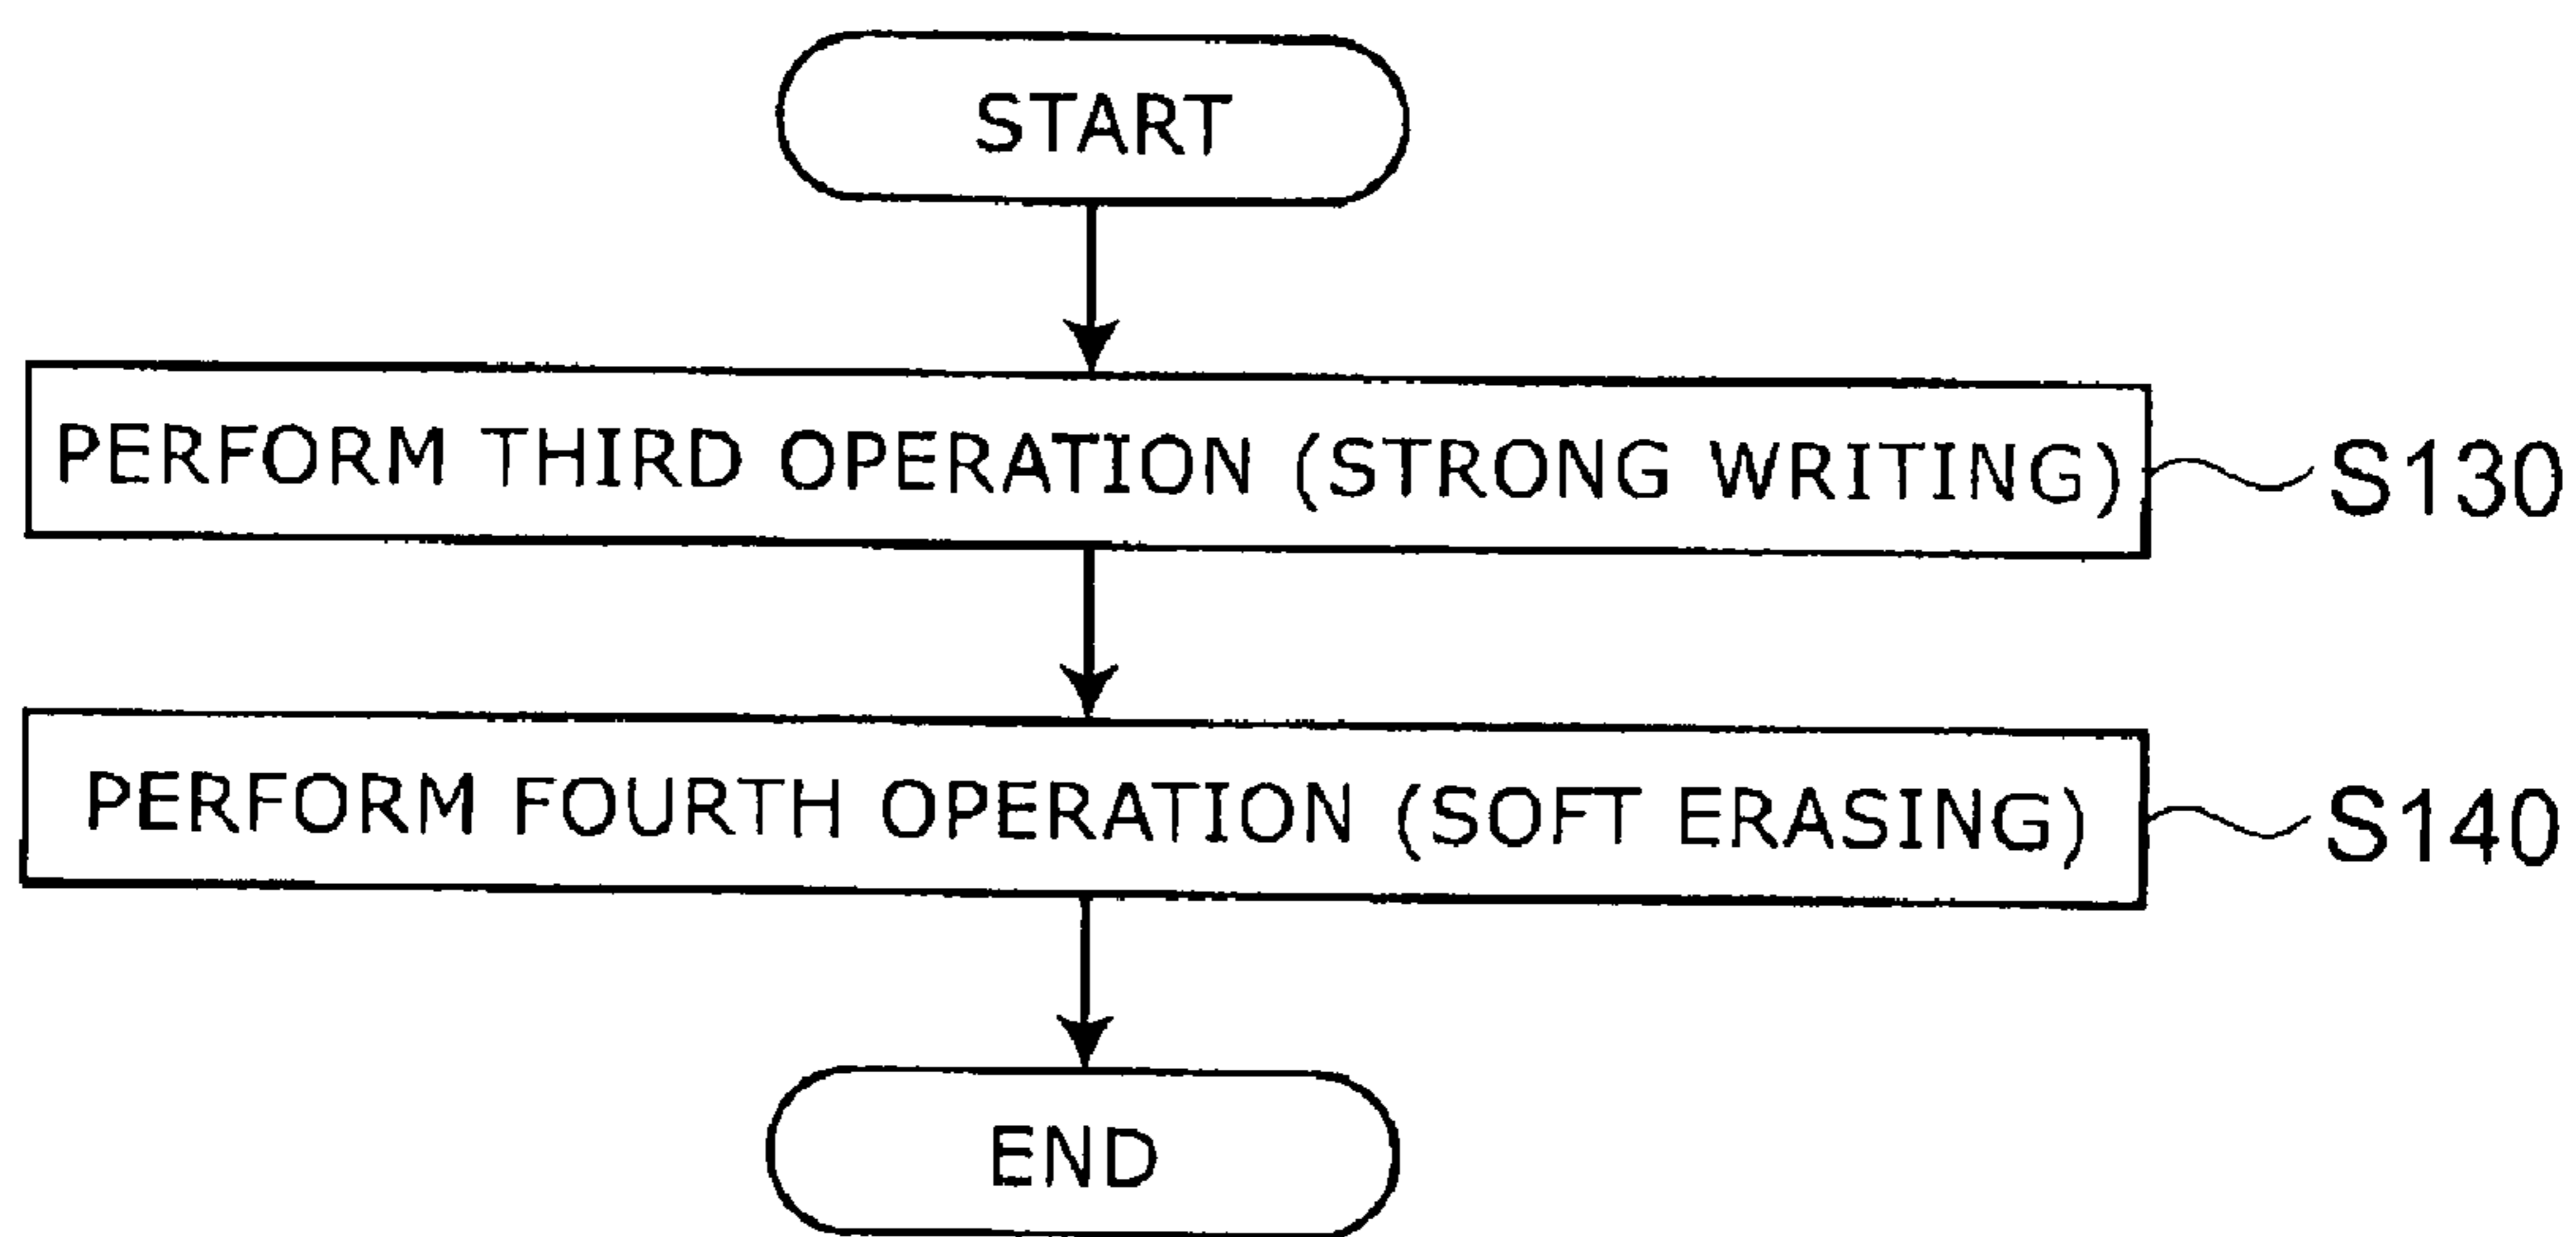 START
PERFORM THIRD OPERATION (STRONG WRITING) S130
PERFORM FOURTH OPERATION (SOFT ERASING) S140
END